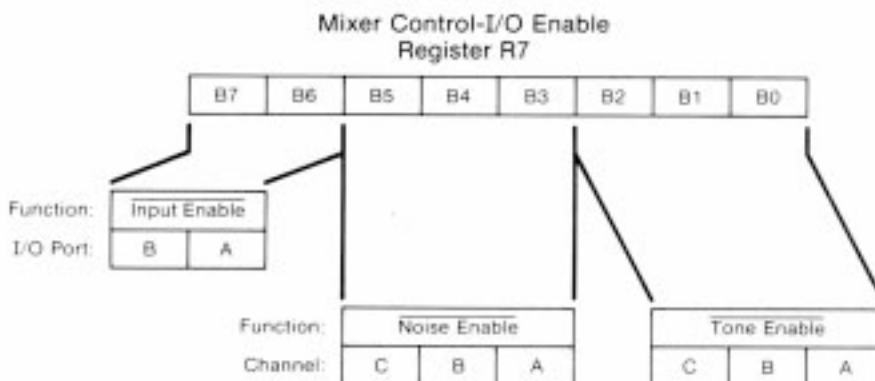 Mixer Control-I/O Enable
Register R7
B7 B6 B5 B4 B3 B2 B1 B0
Function: Input Enable
I/O Port: B A
Function: Noise Enable Tone Enable
Channel: C B A C B A